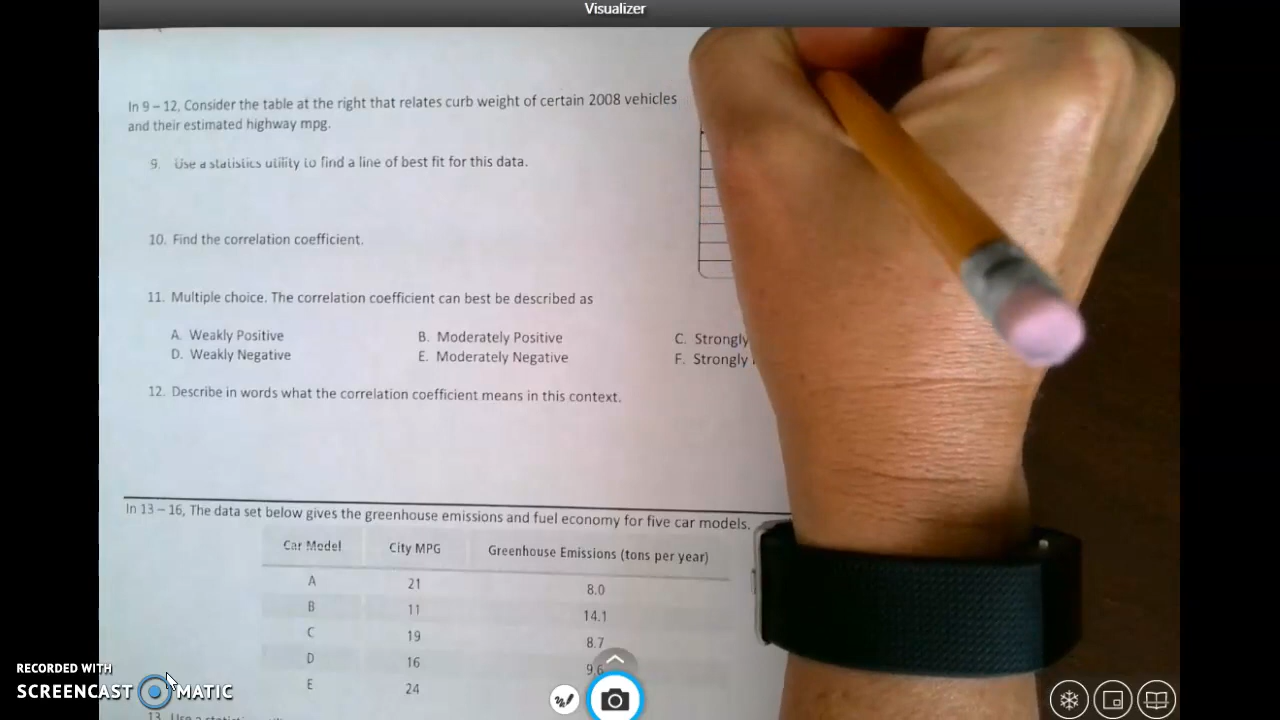 Visualizer
In 9 – 12, Consider the table at the right that relates curb weight of certain 2008 vehicles
and their estimated highway mpg.
9. Use a statistics utility to find a line of best fit for this data.
10. Find the correlation coefficient.
11. Multiple choice. The correlation coefficient can best be described as
A. Weakly Positive B. Moderately Positive C. Strongly
D. Weakly Negative E. Moderately Negative F. Strongly
12. Describe in words what the correlation coefficient means in this context.
In 13 – 16, The data set below gives the greenhouse emissions and fuel economy for five car models.
Car Model City MPG Greenhouse Emissions (tons per year)
A 21 8.0
B 11 14.1
C 19 8.7
D 16 9.6
E 24
13. Use a
RECORDED WITH
SCREENCAST MATIC